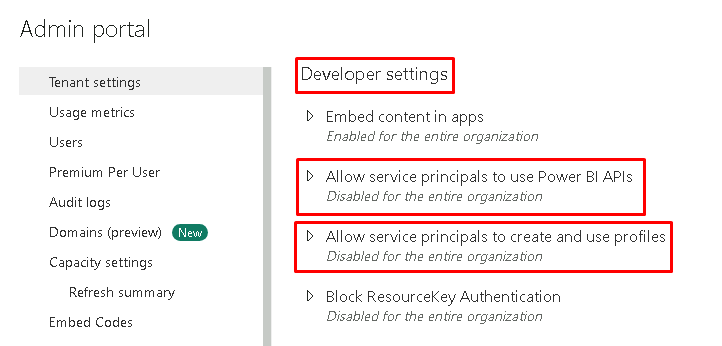 Admin portal
Tenant settings
Usage metrics
Users
Premium Per User
Audit logs
Domains (preview) New
Capacity settings
Refresh summary
Embed Codes
Developer settings
Embed content in apps
Enabled for the entire organization
Allow service principals to use Power BI APIs
Disabled for the entire organization
Allow service principals to create and use profiles
Disabled for the entire organization
Block ResourceKey Authentication
Disabled for the entire organization